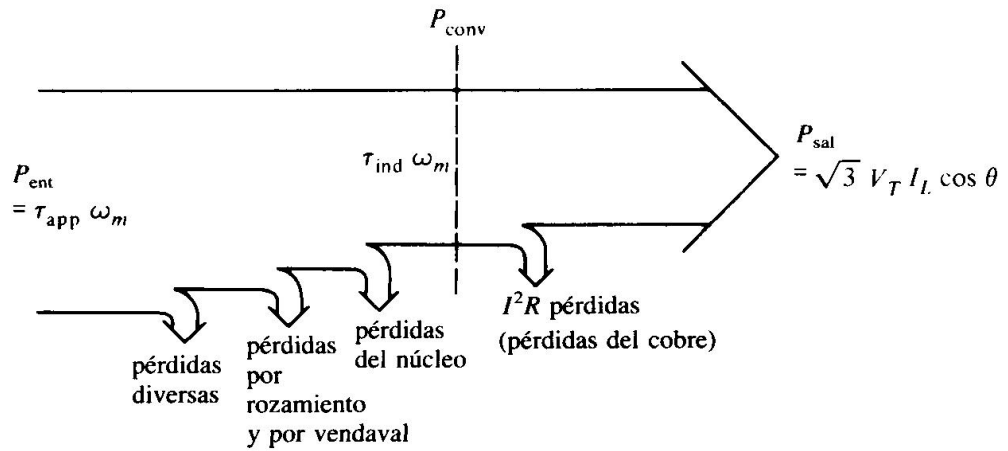 P_conv
P_sal
= √3 V_T I_L cos θ
τ_ind ω_m
P_ent
= τ_app ω_m
pérdidas
diversas
pérdidas
por
rozamiento
y por vendaval
pérdidas
del núcleo
I²R pérdidas
(pérdidas del cobre)